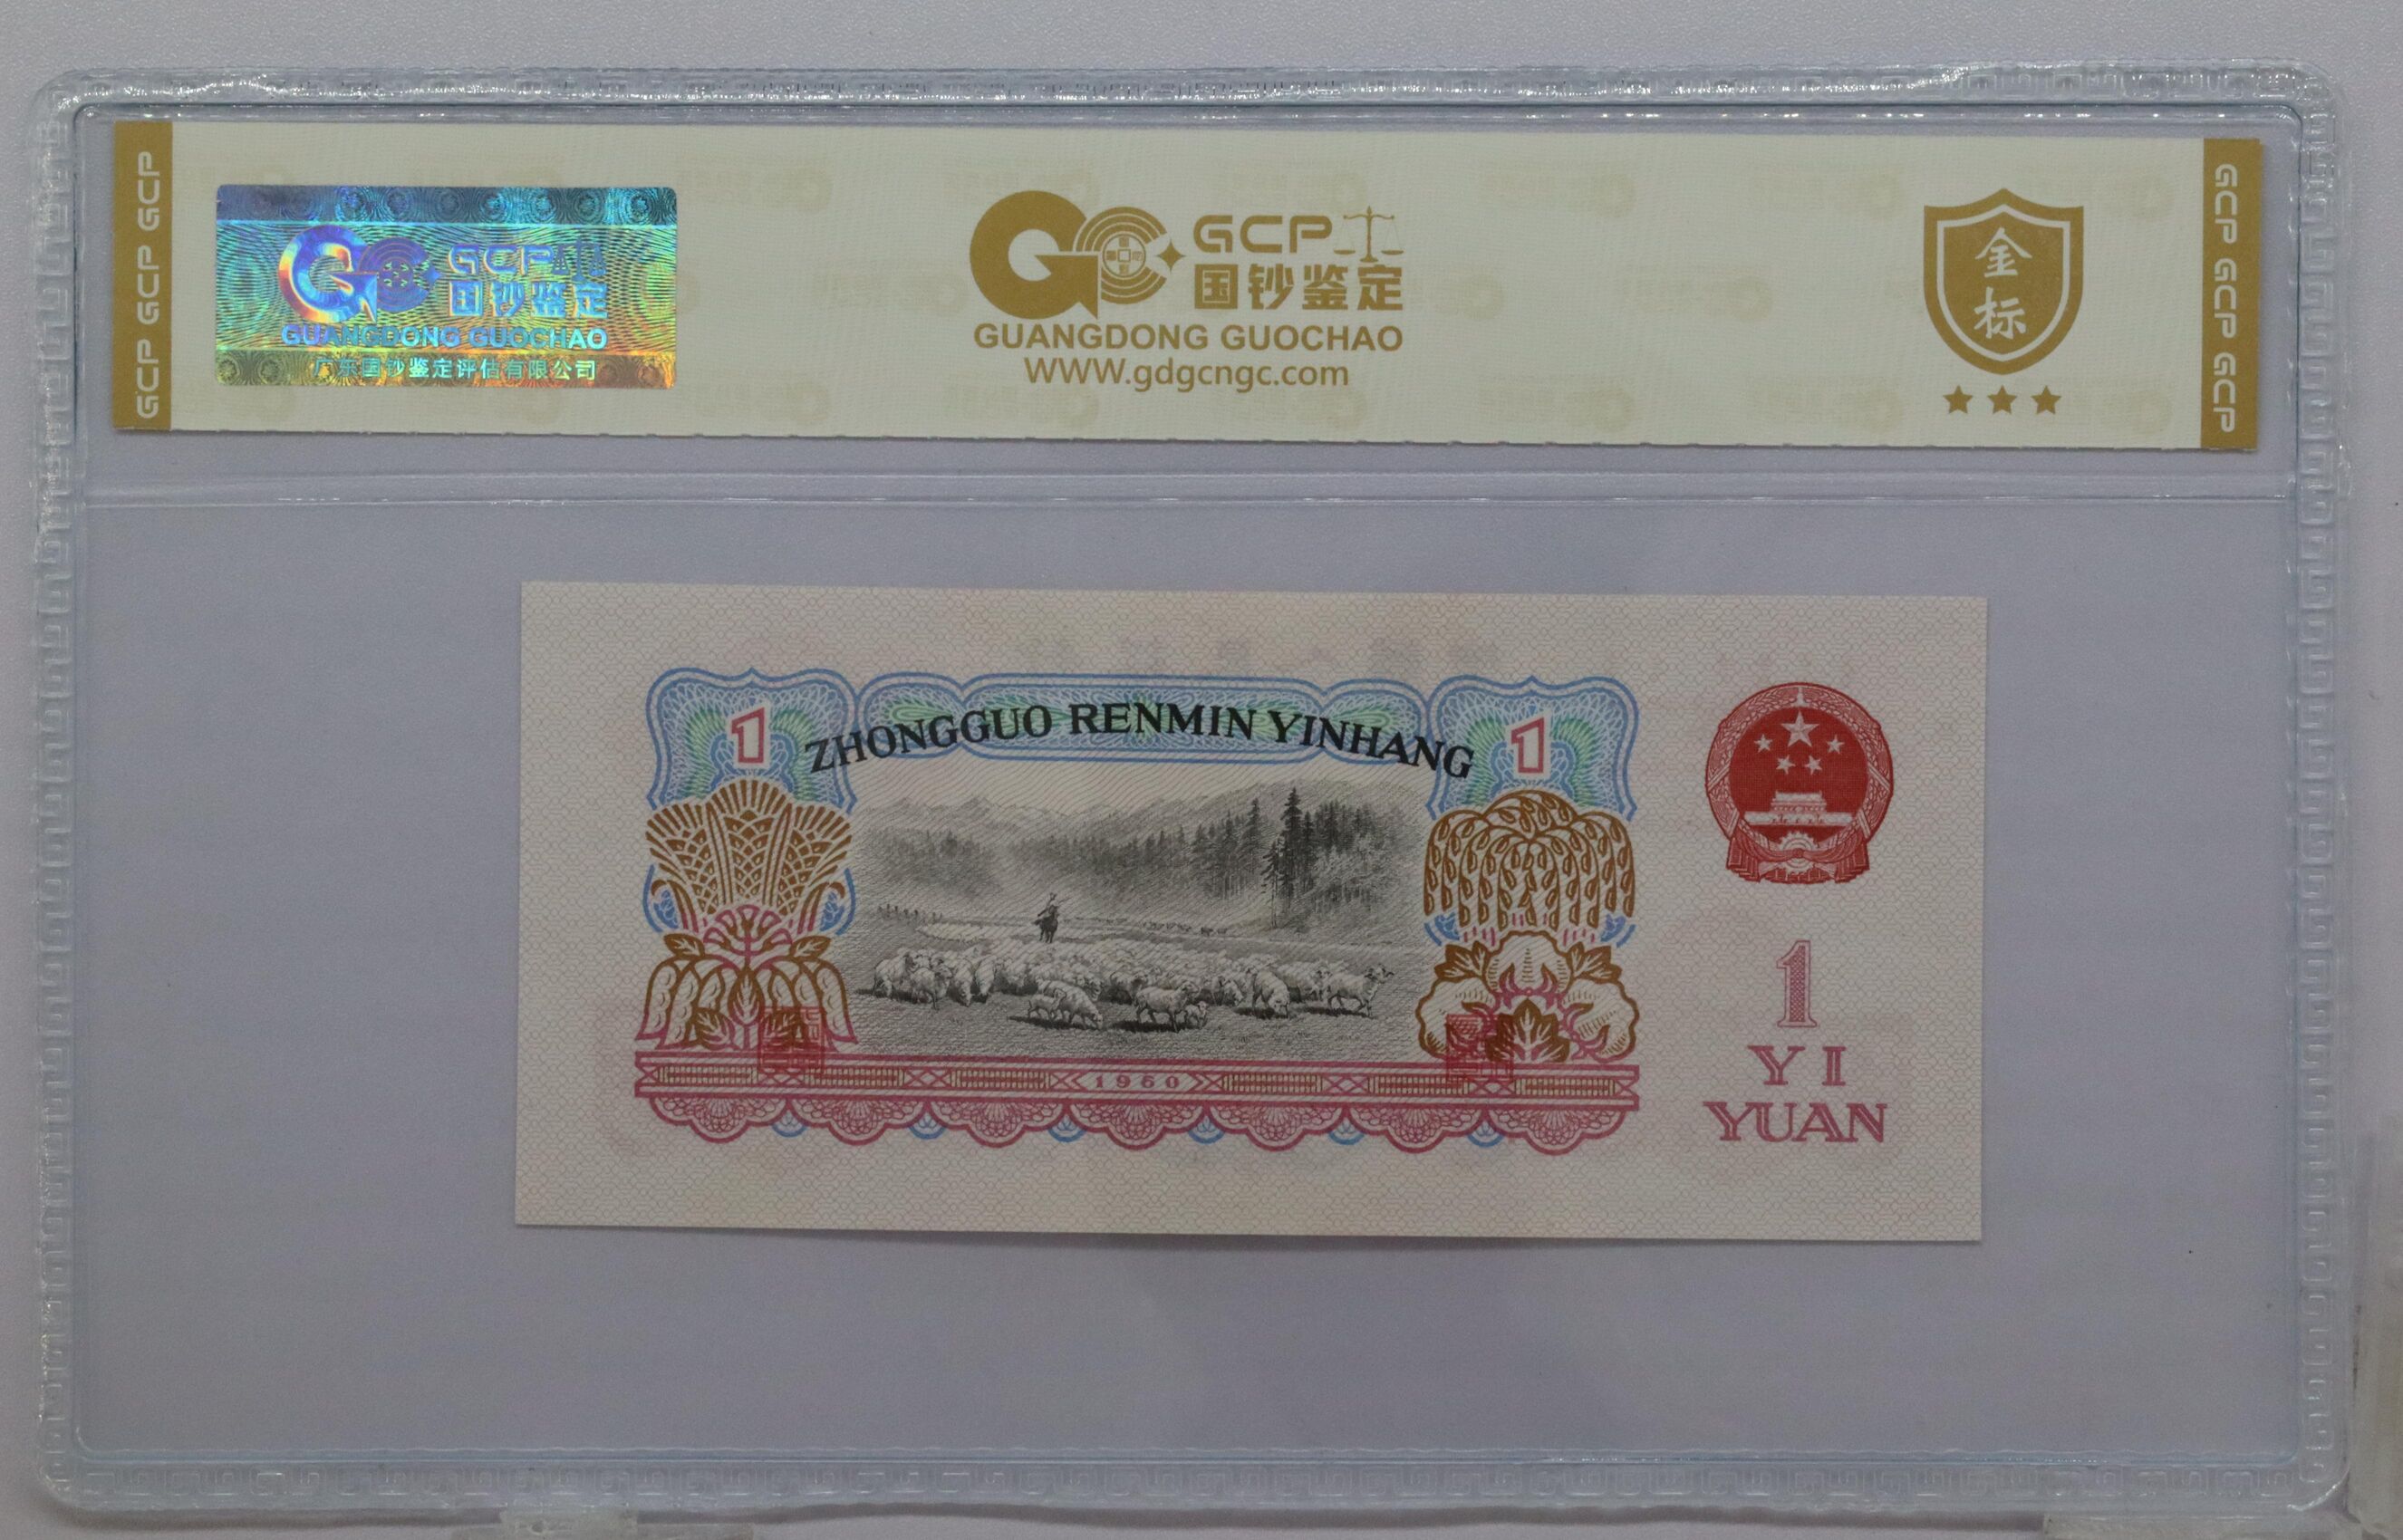 GCP GCP GCP
GCP
国钞鉴定
GUANGDONG GUOCHAO
广东国钞鉴定评估有限公司
GCP
国钞鉴定
GUANGDONG GUOCHAO
WWW.gdgcngc.com
金
标
GCP GCP GCP
1
ZHONGGUO RENMIN YINHANG
1
1960
1
YI
YUAN